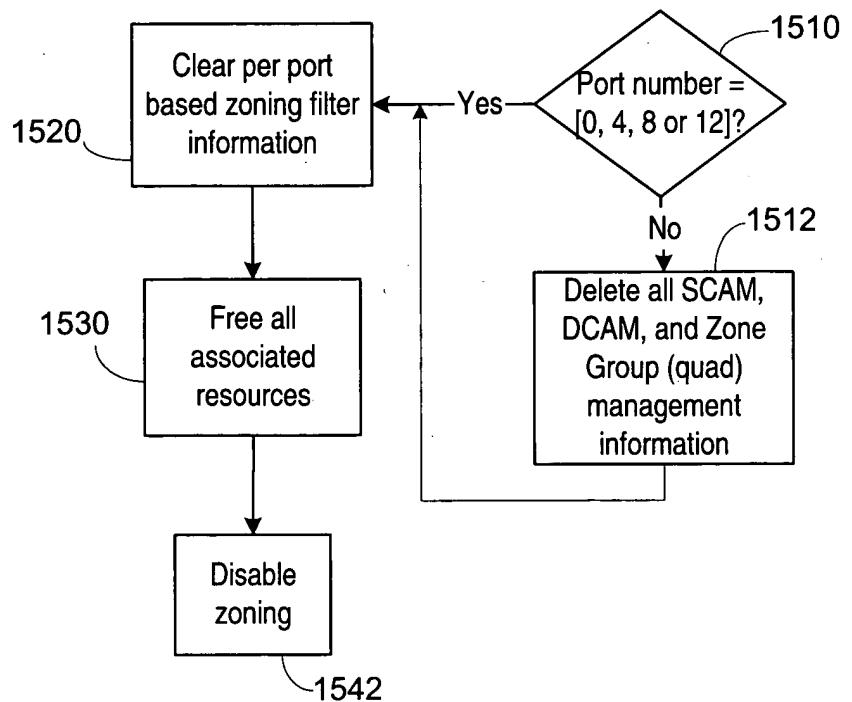 1510
Port number =
[0, 4, 8 or 12]?
Yes
No
1512
Delete all SCAM,
DCAM, and Zone
Group (quad)
management
information
Clear per port
based zoning filter
information
1520
Free all
associated
resources
1530
Disable
zoning
1542